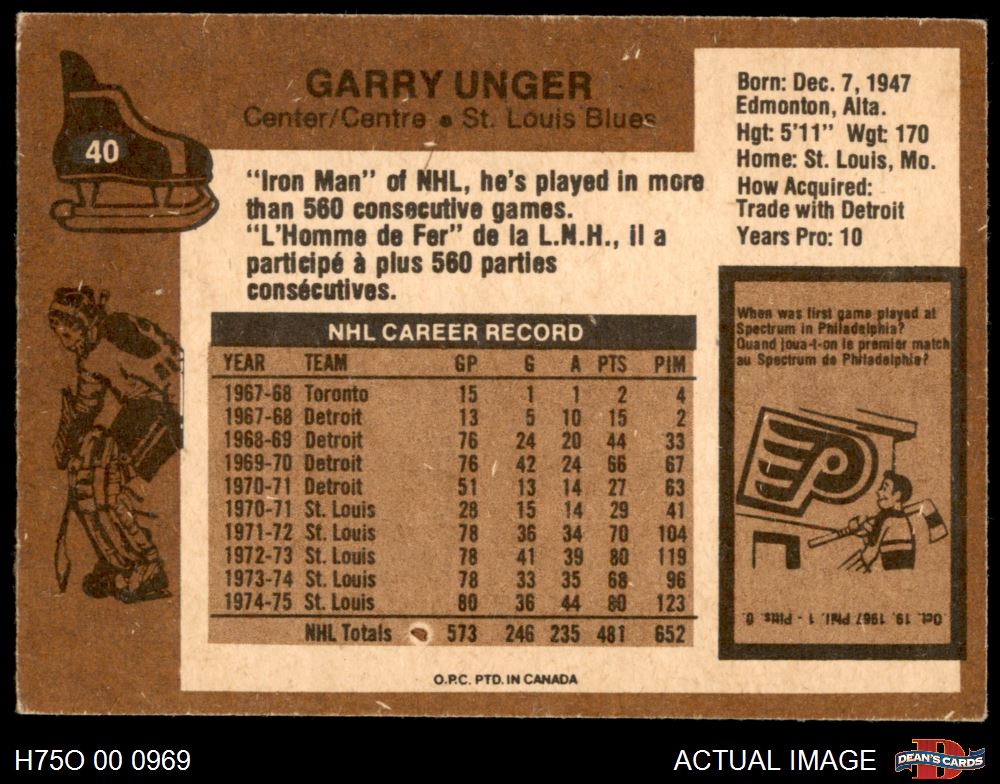 40
GARRY UNGER
Center/Centre • St. Louis Blues
"Iron Man" of NHL, he's played in more
than 560 consecutive games.
"L'Homme de Fer" de la L.N.H., il a
participé à plus 560 parties
consécutives.
Born: Dec. 7, 1947
Edmonton, Alta.
Hgt: 5'11" Wgt: 170
Home: St. Louis, Mo.
How Acquired:
Trade with Detroit
Years Pro: 10
NHL CAREER RECORD
YEAR TEAM GP G A PTS PIM
1967-68 Toronto 15 1 1 2 4
1967-68 Detroit 13 5 10 15 2
1968-69 Detroit 76 24 20 44 33
1969-70 Detroit 76 42 24 66 67
1970-71 Detroit 51 13 14 27 63
1970-71 St. Louis 28 15 14 29 41
1971-72 St. Louis 78 36 34 70 104
1972-73 St. Louis 78 41 39 80 119
1973-74 St. Louis 78 33 35 68 96
1974-75 St. Louis 80 36 44 80 123
NHL Totals 573 246 235 481 652
When was first game played at
Spectrum in Philadelphia?
Quand joua-t-on le premier match
au Spectrum de Philadelphie?
Oct. 19, 1967 Phil. 1 - Pitts 0.
O.P.C. PTD. IN CANADA
H75O 00 0969
ACTUAL IMAGE
DEAN'S CARDS